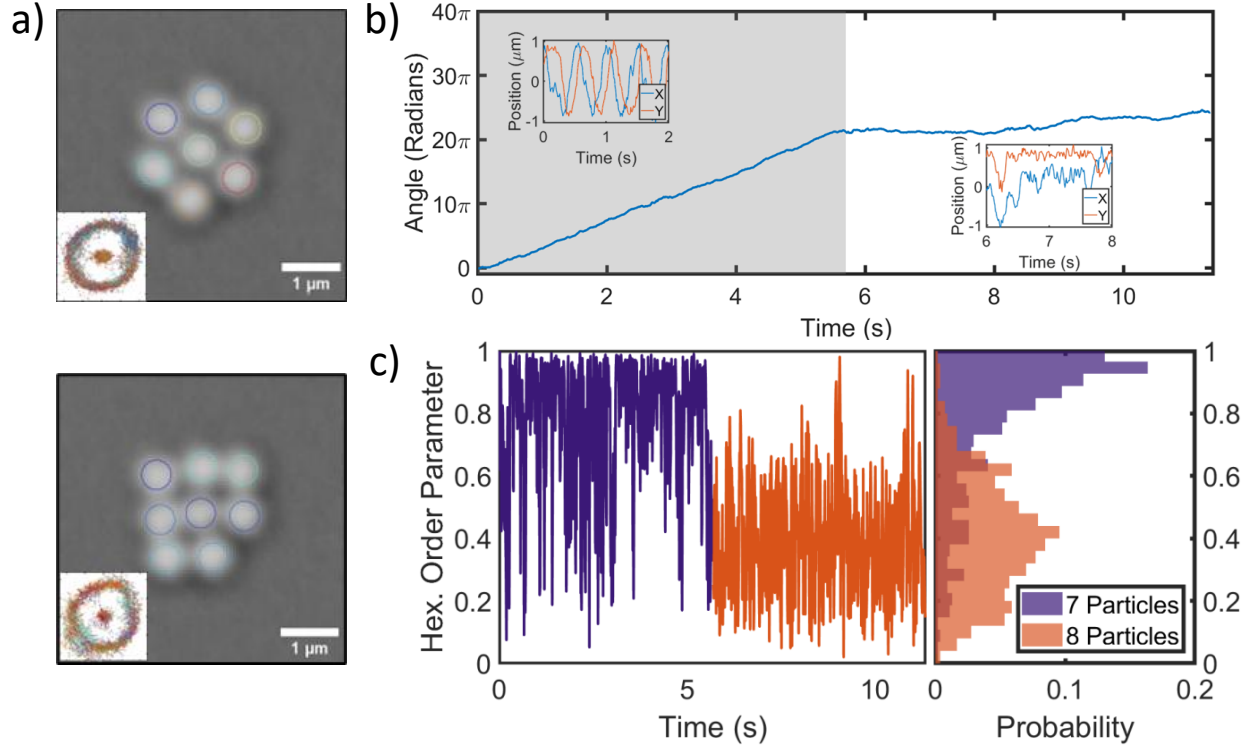 a)
1 µm
1 µm
b)
Angle (Radians)
40π
30π
20π
10π
0
0
2
4
6
8
10
Time (s)
Position (µm)
1
0
-1
0
1
2
Time (s)
X
Y
Position (µm)
1
0
-1
6
7
8
Time (s)
X
Y
c)
Hex. Order Parameter
1
0.8
0.6
0.4
0.2
0
0
5
10
Time (s)
1
0.8
0.6
0.4
0.2
0
7 Particles
8 Particles
0
0.1
0.2
Probability